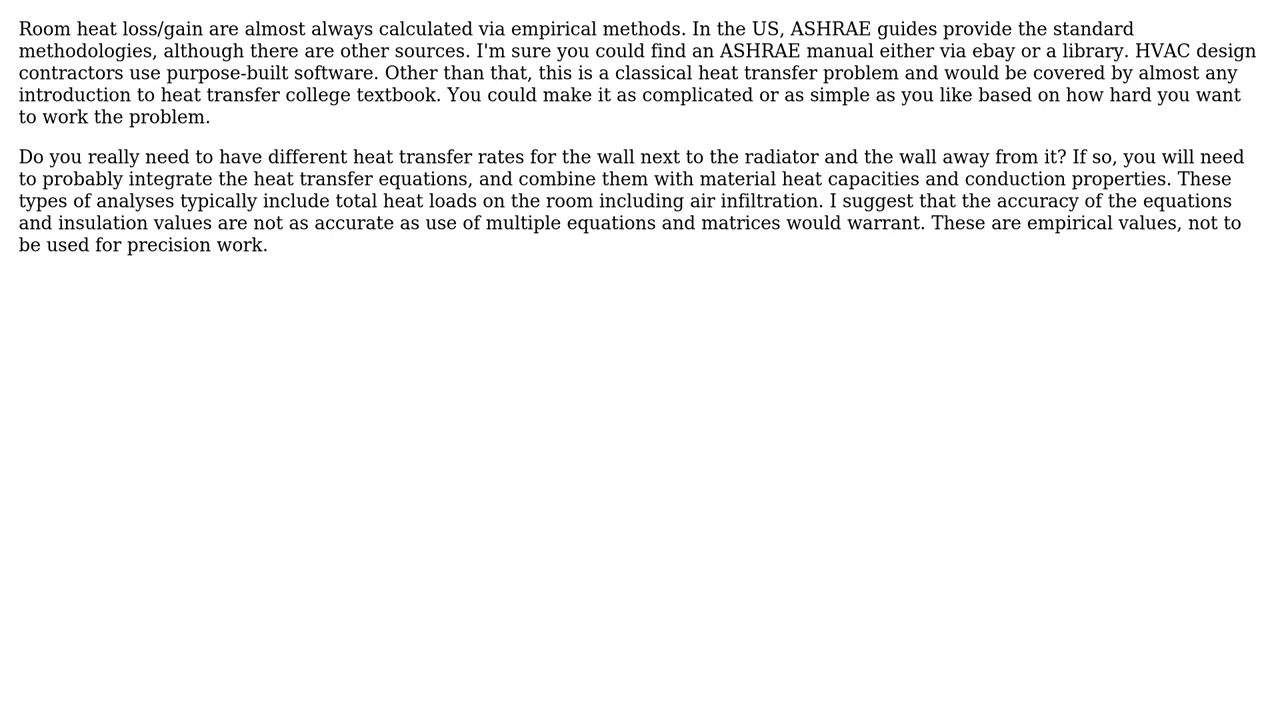 Room heat loss/gain are almost always calculated via empirical methods. In the US, ASHRAE guides provide the standard
methodologies, although there are other sources. I'm sure you could find an ASHRAE manual either via ebay or a library. HVAC design
contractors use purpose-built software. Other than that, this is a classical heat transfer problem and would be covered by almost any
introduction to heat transfer college textbook. You could make it as complicated or as simple as you like based on how hard you want
to work the problem.
Do you really need to have different heat transfer rates for the wall next to the radiator and the wall away from it? If so, you will need
to probably integrate the heat transfer equations, and combine them with material heat capacities and conduction properties. These
types of analyses typically include total heat loads on the room including air infiltration. I suggest that the accuracy of the equations
and insulation values are not as accurate as use of multiple equations and matrices would warrant. These are empirical values, not to
be used for precision work.